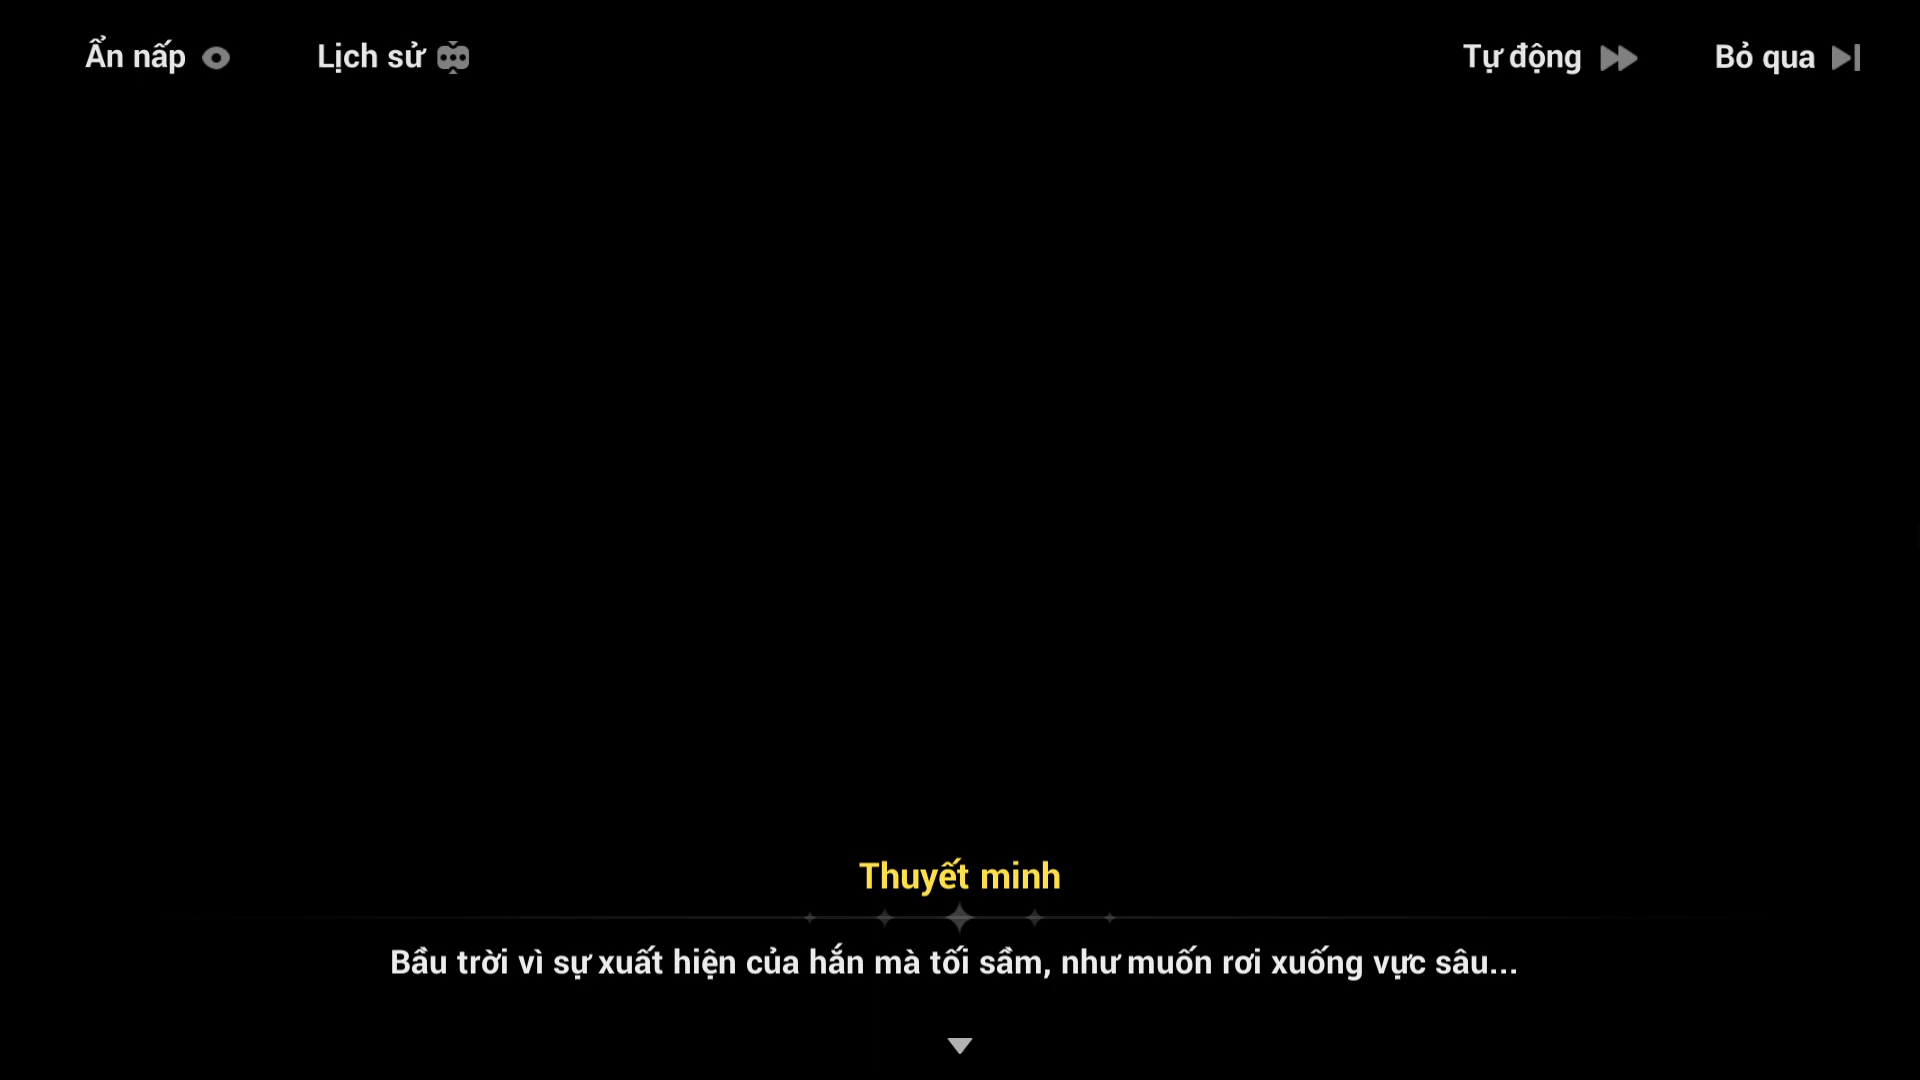 Ẩn nấp
Lịch sử
Tự động
Bỏ qua
Thuyết minh
Bầu trời vì sự xuất hiện của hắn mà tối sầm, như muốn rơi xuống vực sâu...